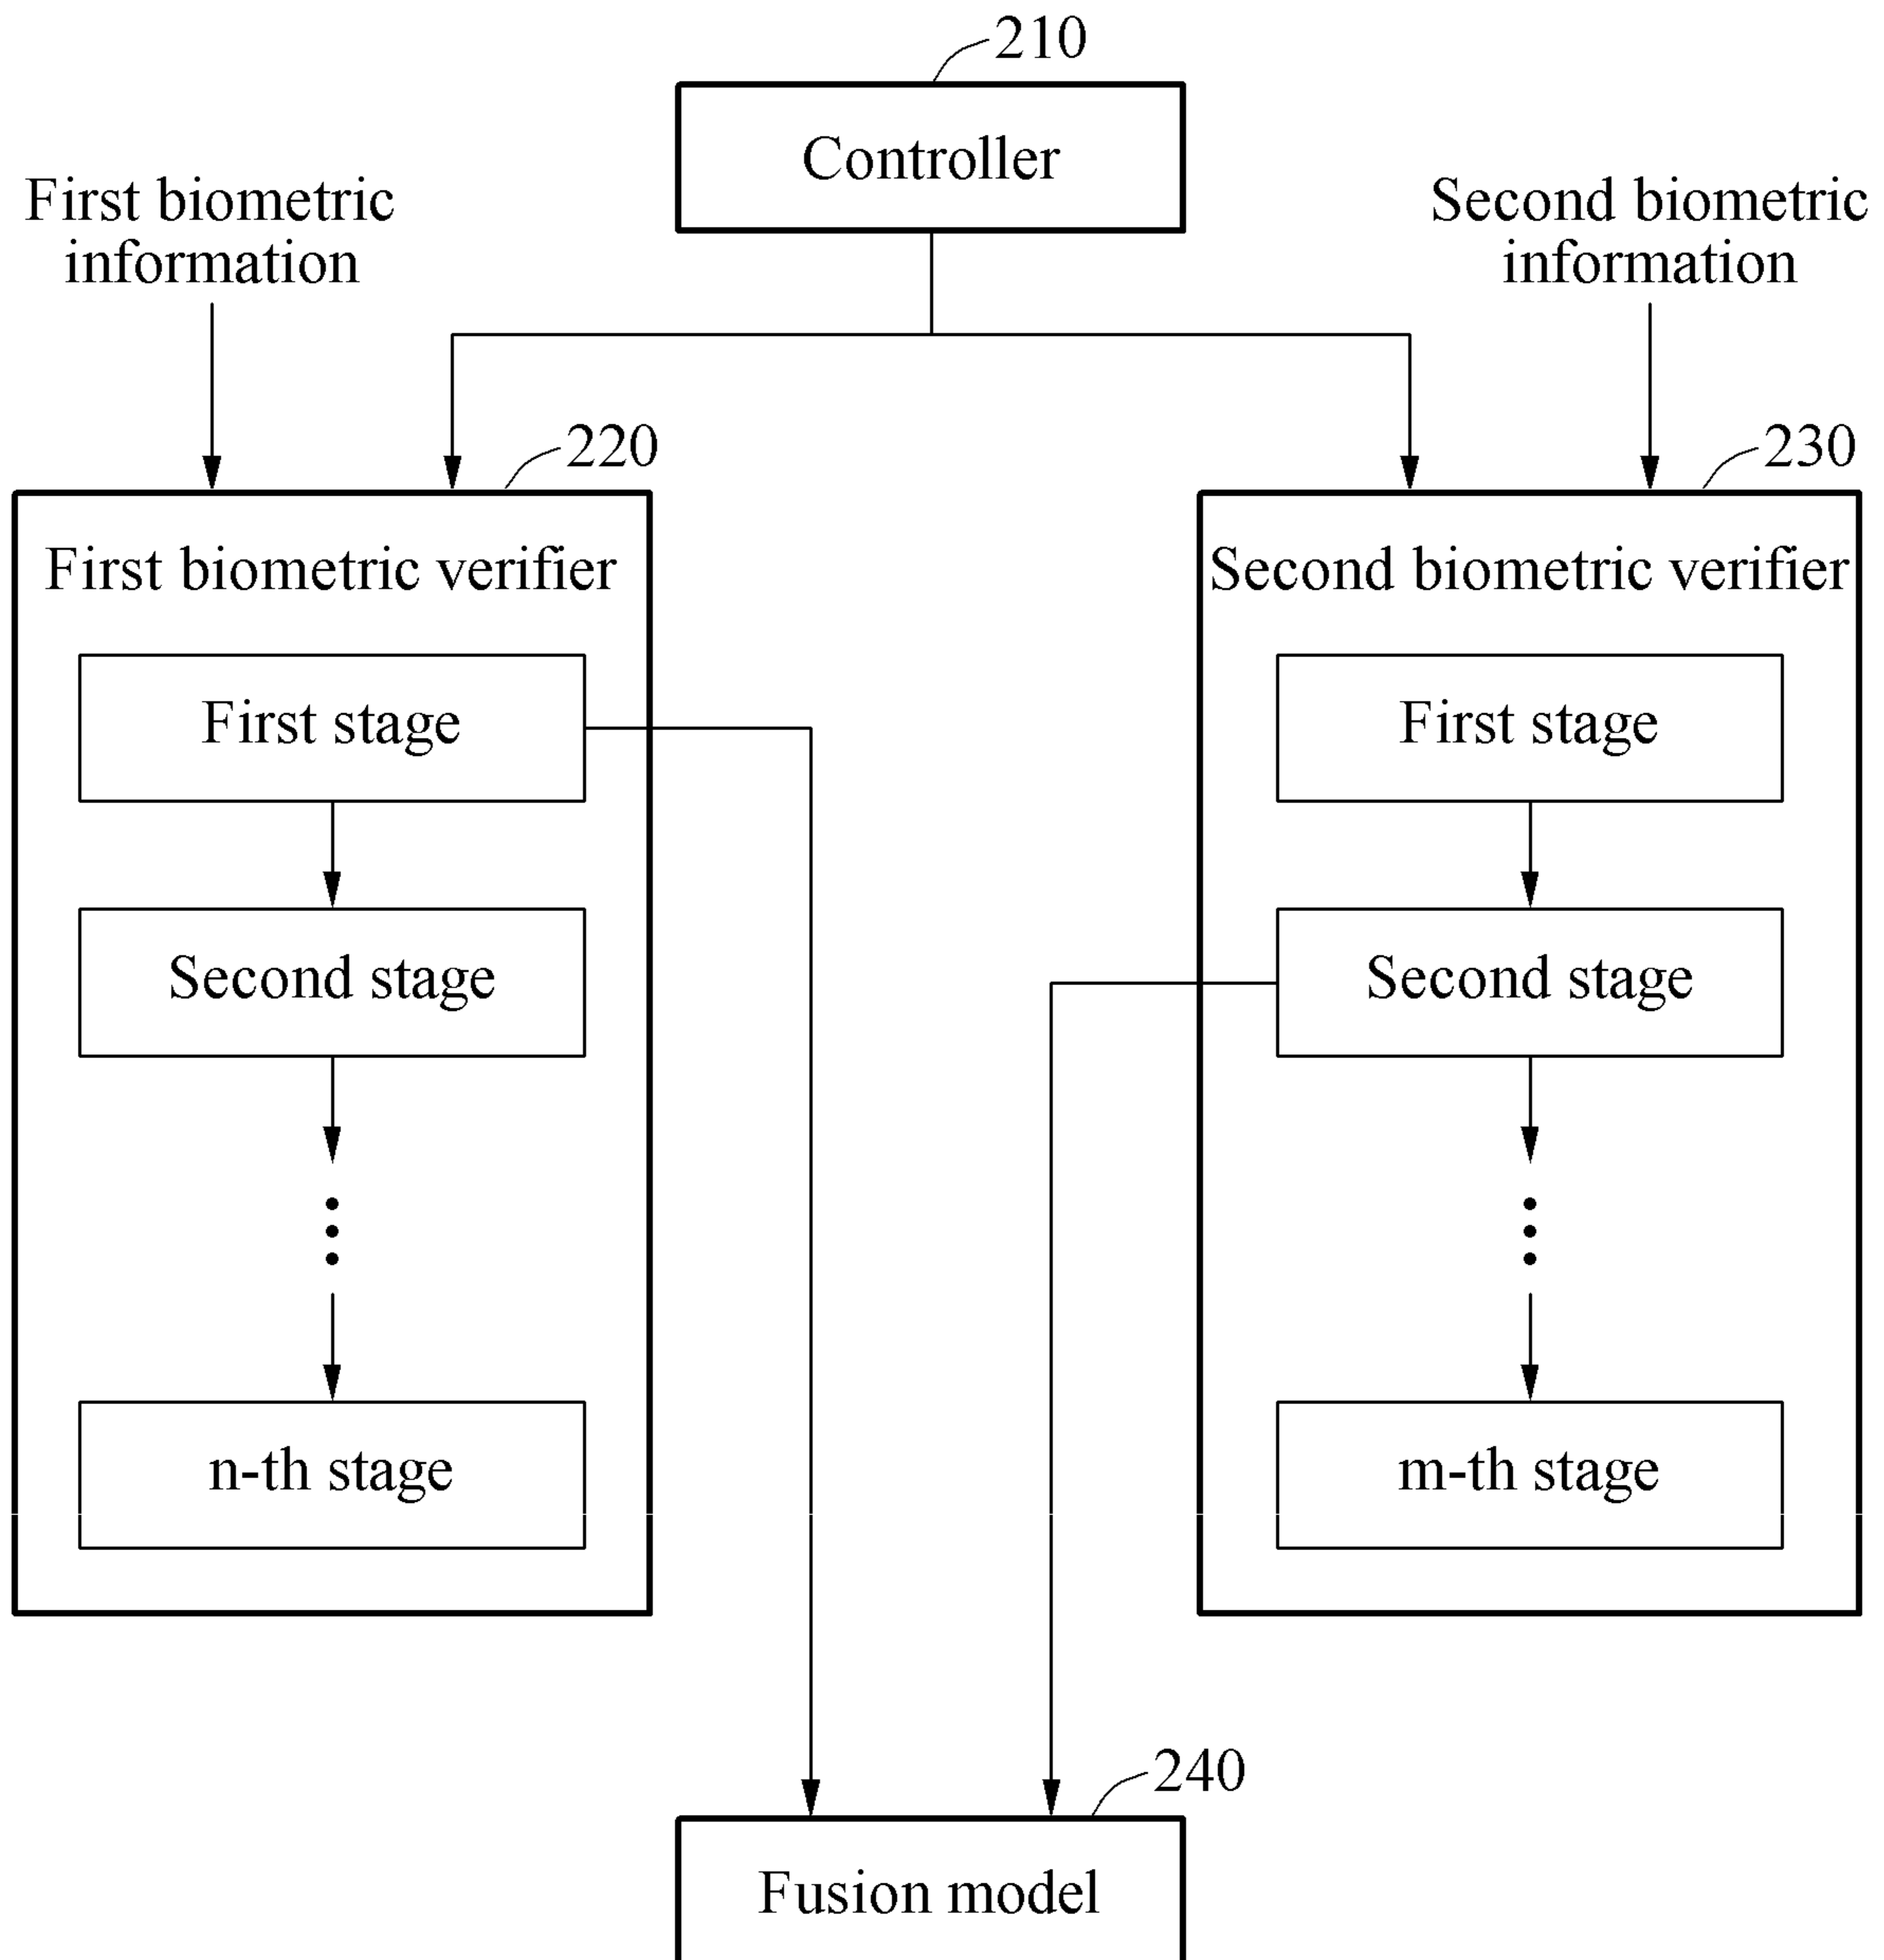 210
Controller
First biometric
information
Second biometric
information
220
230
First biometric verifier
First stage
Second stage
n-th stage
Second biometric verifier
First stage
Second stage
m-th stage
240
Fusion model